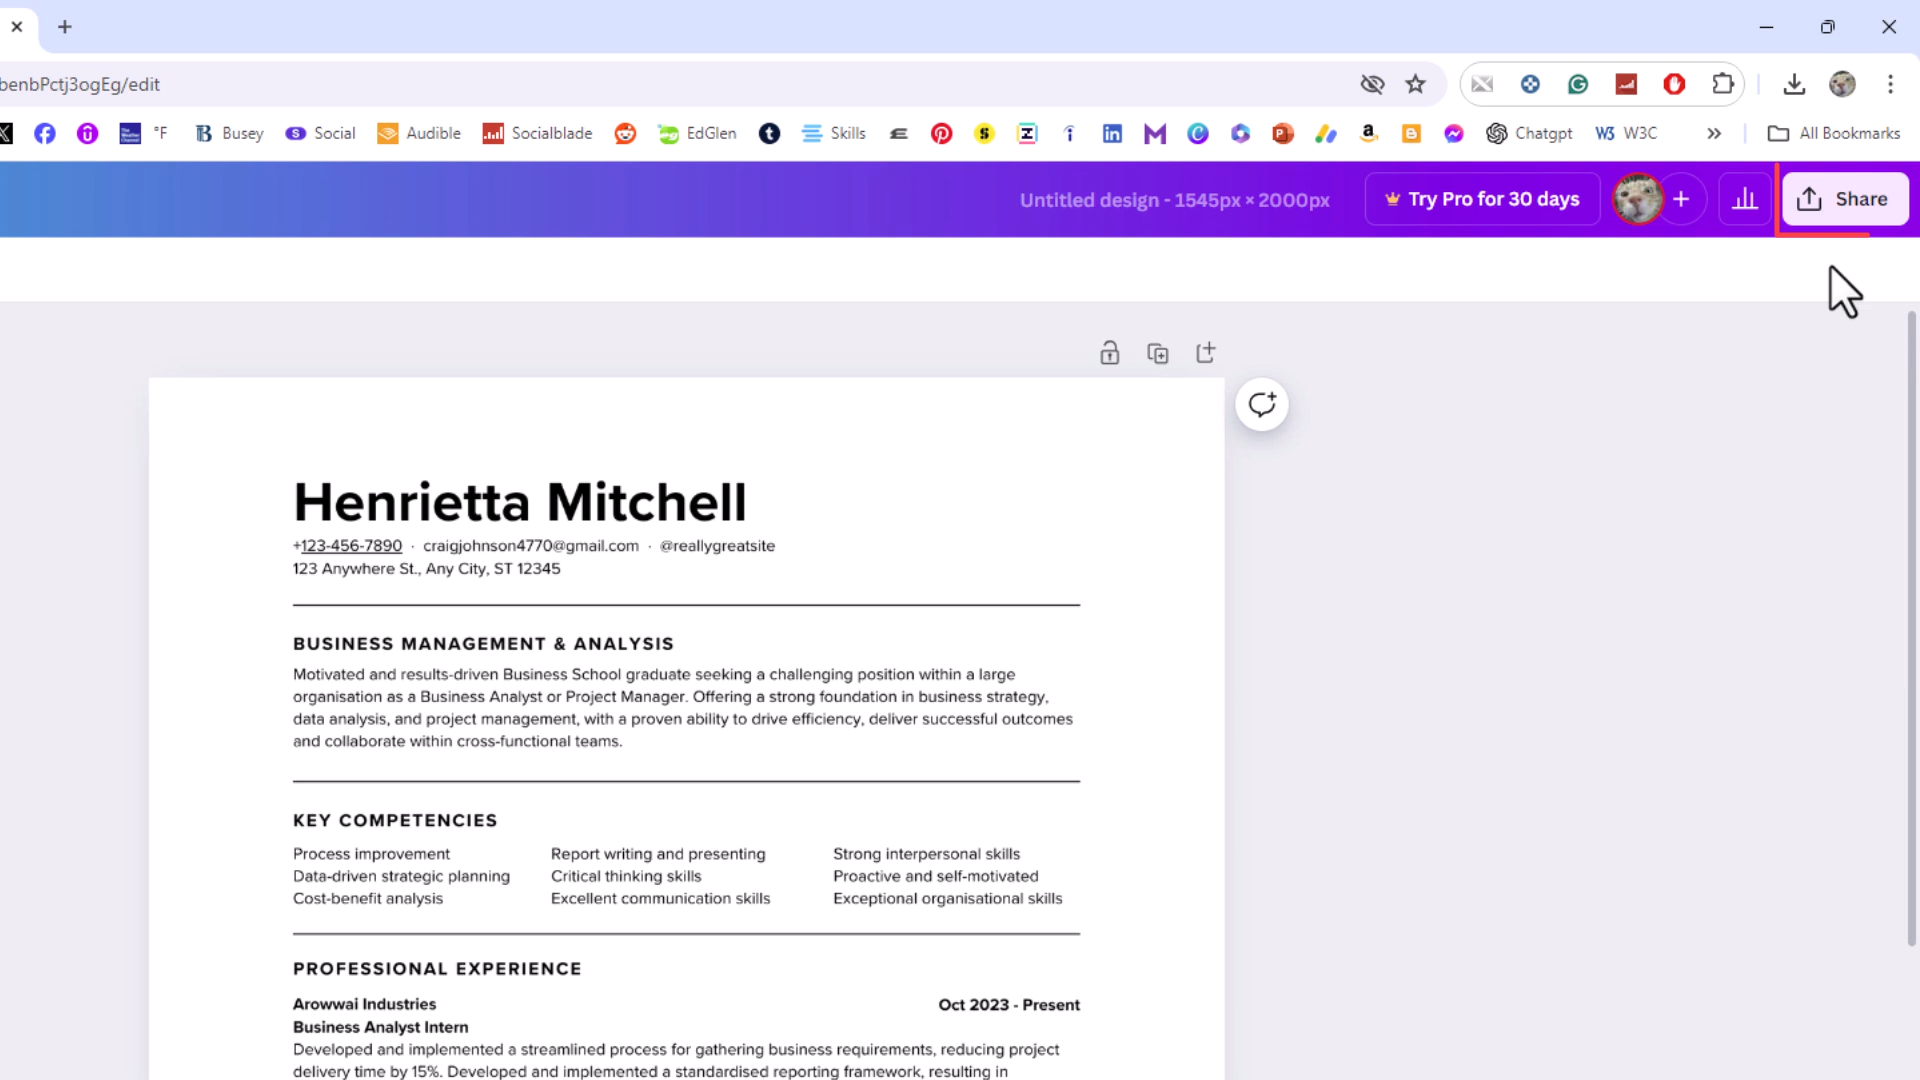 benbPctj3ogEg/edit
°F Busey Social Audible Socialblade EdGlen Skills Chatgpt W3C All Bookmarks
Untitled design - 1545px × 2000px Try Pro for 30 days Share
Henrietta Mitchell
+123-456-7890 · craigjohnson4770@gmail.com · @reallygreatsite
123 Anywhere St., Any City, ST 12345
BUSINESS MANAGEMENT & ANALYSIS
Motivated and results-driven Business School graduate seeking a challenging position within a large
organisation as a Business Analyst or Project Manager. Offering a strong foundation in business strategy,
data analysis, and project management, with a proven ability to drive efficiency, deliver successful outcomes
and collaborate within cross-functional teams.
KEY COMPETENCIES
Process improvement Report writing and presenting Strong interpersonal skills
Data-driven strategic planning Critical thinking skills Proactive and self-motivated
Cost-benefit analysis Excellent communication skills Exceptional organisational skills
PROFESSIONAL EXPERIENCE
Arowwai Industries Oct 2023 - Present
Business Analyst Intern
Developed and implemented a streamlined process for gathering business requirements, reducing project
delivery time by 15%. Developed and implemented a standardised reporting framework, resulting in